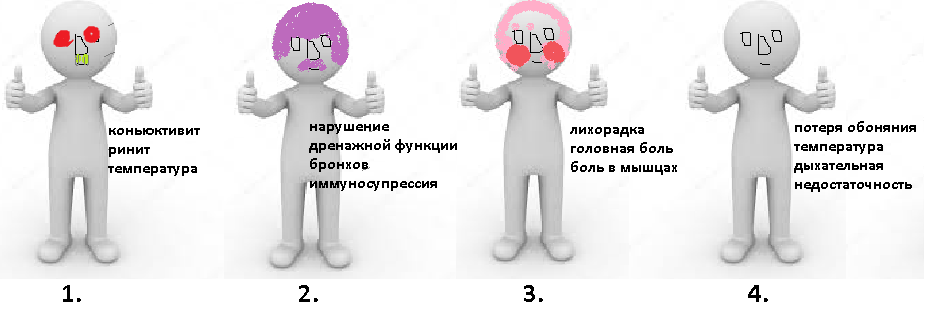 коньюктивит
ринит
температура
1.
нарушение
дренажной функции
бронхов
иммуносупрессия
2.
лихорадка
головная боль
боль в мышцах
3.
потеря обоняния
температура
дыхательная
недостаточность
4.